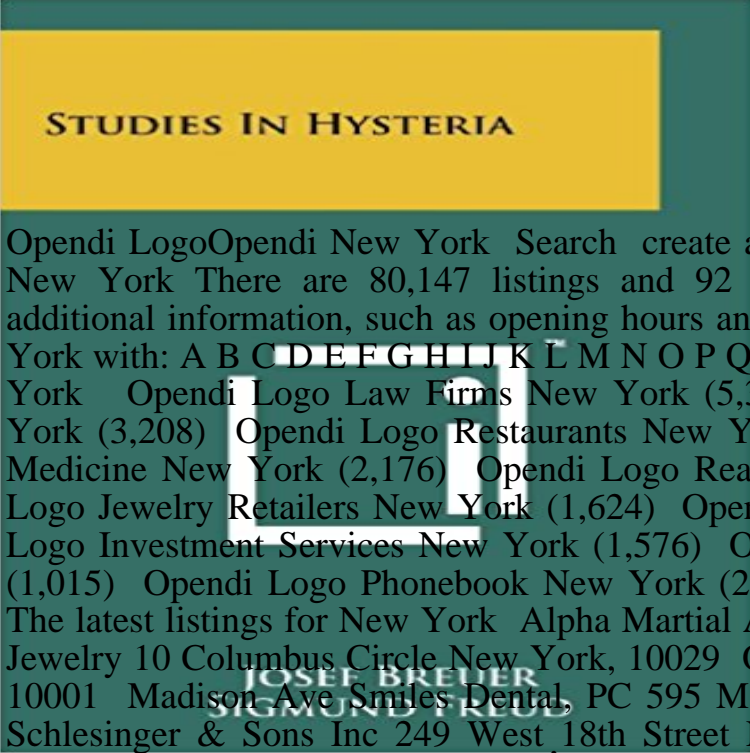 STUDIES IN HYSTERIA
Opendi LogoOpendi New York Search create
New York There are 80,147 listings and 92
additional information, such as opening hours an
York with: A B C D E F G H I J K L M N O P Q
York Opendi Logo Law Firms New York (5,
York (3,208) Opendi Logo Restaurants New Y
Medicine New York (2,176) Opendi Logo Rea
Logo Jewelry Retailers New York (1,624) Open
Logo Investment Services New York (1,576) O
(1,015) Opendi Logo Phonebook New York (2
The latest listings for New York Alpha Martial A
Jewelry 10 Columbus Circle New York, 10029
10001 Madison Ave Smiles Dental, PC 595 M
Schlesinger & Sons Inc 249 West 18th Street
JOSEF BREUER
SIGMUND FREUD